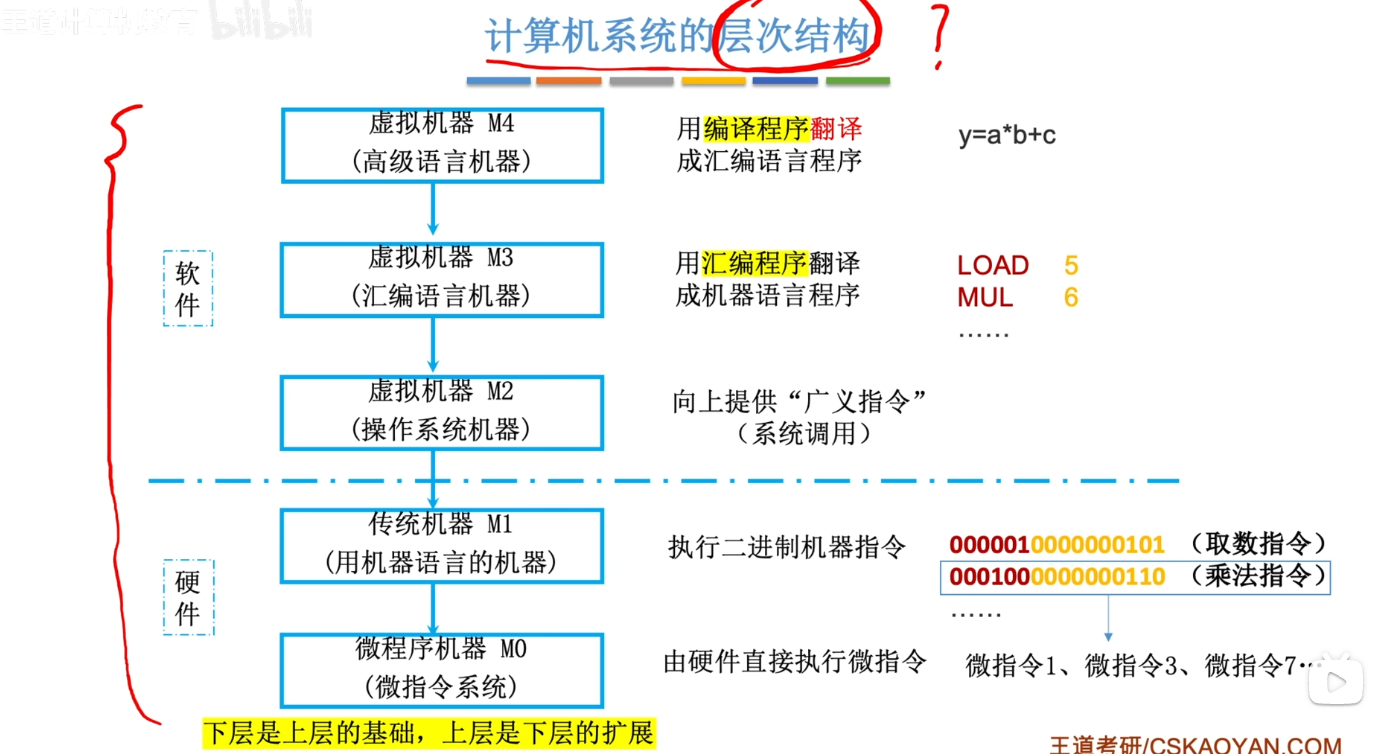 王道计算机教育 bilibili
计算机系统的层次结构 ?
虚拟机器 M4
(高级语言机器)
用编译程序翻译
成汇编语言程序
y=a*b+c
软件
虚拟机器 M3
(汇编语言机器)
用汇编程序翻译
成机器语言程序
LOAD 5
MUL 6
……
虚拟机器 M2
(操作系统机器)
向上提供“广义指令”
（系统调用）
硬件
传统机器 M1
(用机器语言的机器)
执行二进制机器指令
0000010000000101 （取数指令）
0001000000000110 （乘法指令）
……
微程序机器 M0
(微指令系统)
由硬件直接执行微指令
微指令1、微指令3、微指令7…
下层是上层的基础，上层是下层的扩展
王道考研/CSKAOYAN.COM